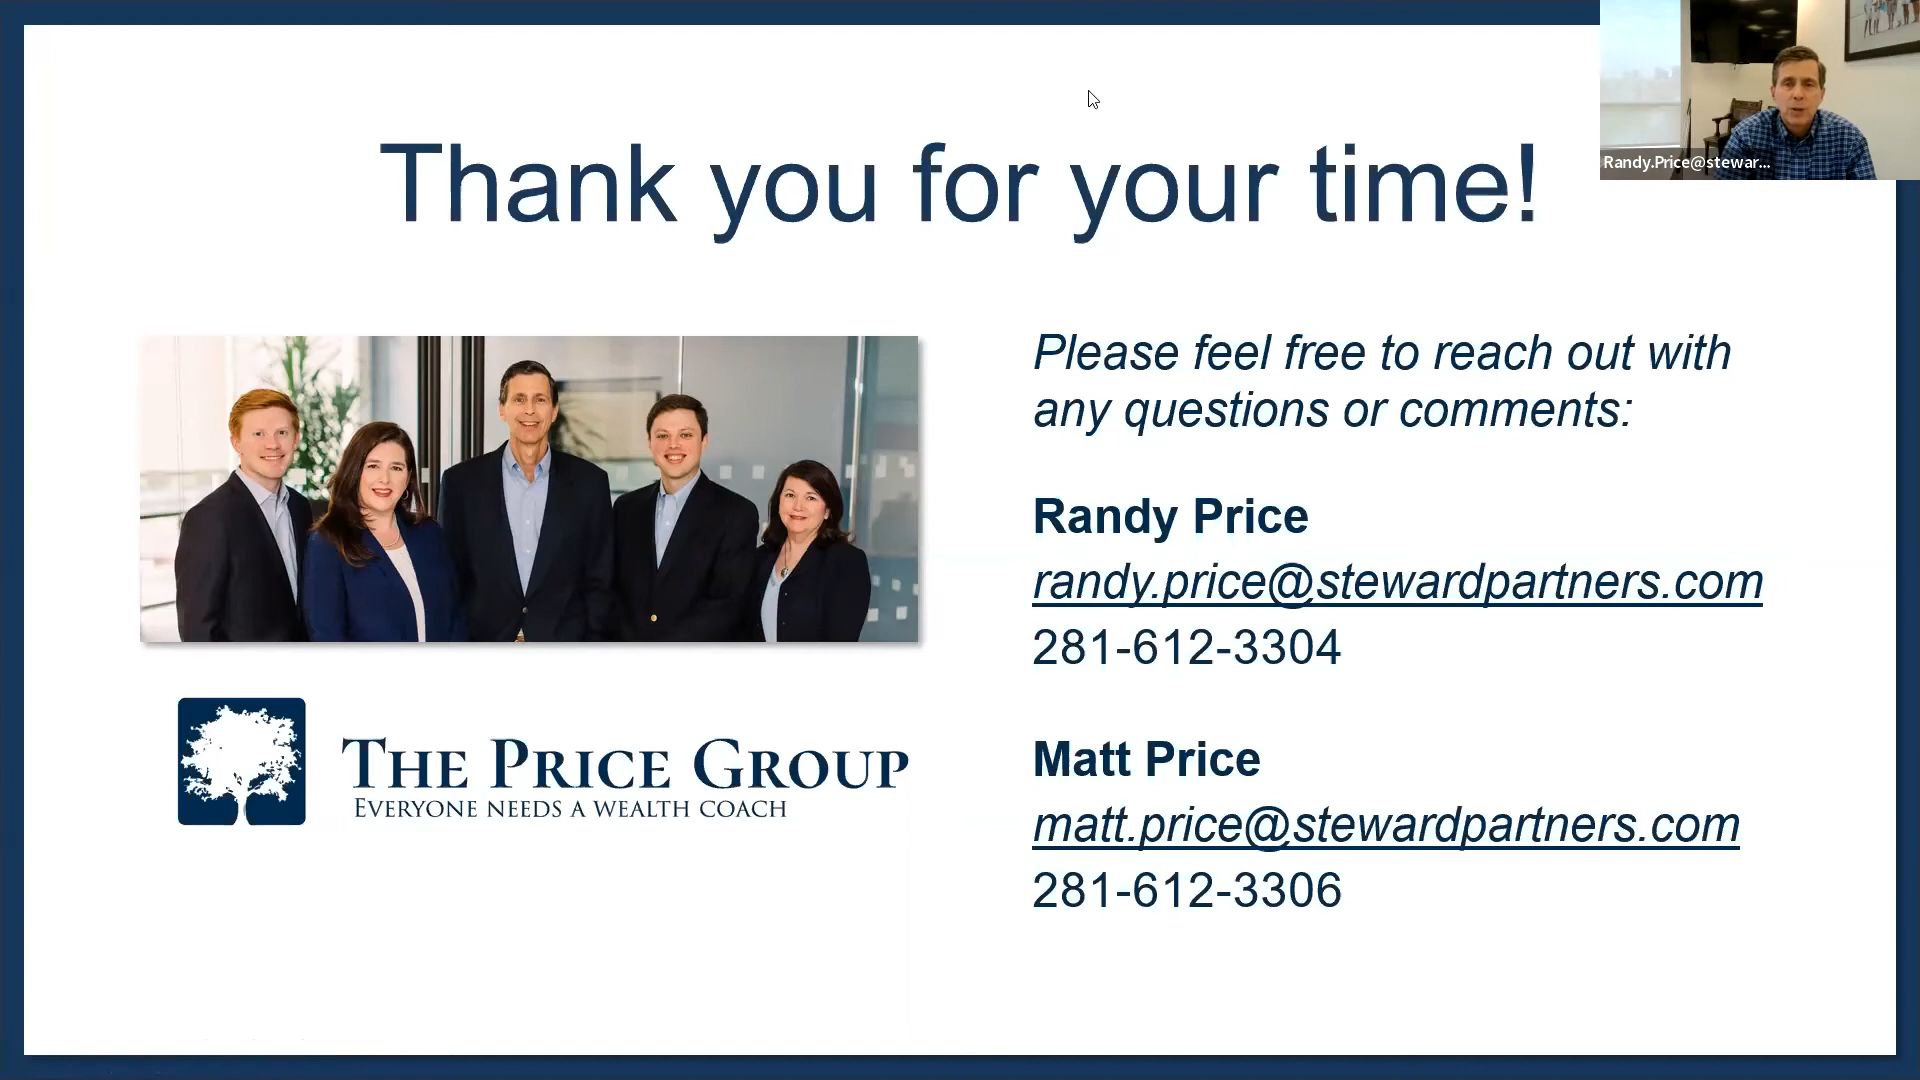 Thank you for your time!
Randy.Price@stewar...
Please feel free to reach out with
any questions or comments:
Randy Price
randy.price@stewardpartners.com
281-612-3304
THE PRICE GROUP
EVERYONE NEEDS A WEALTH COACH
Matt Price
matt.price@stewardpartners.com
281-612-3306